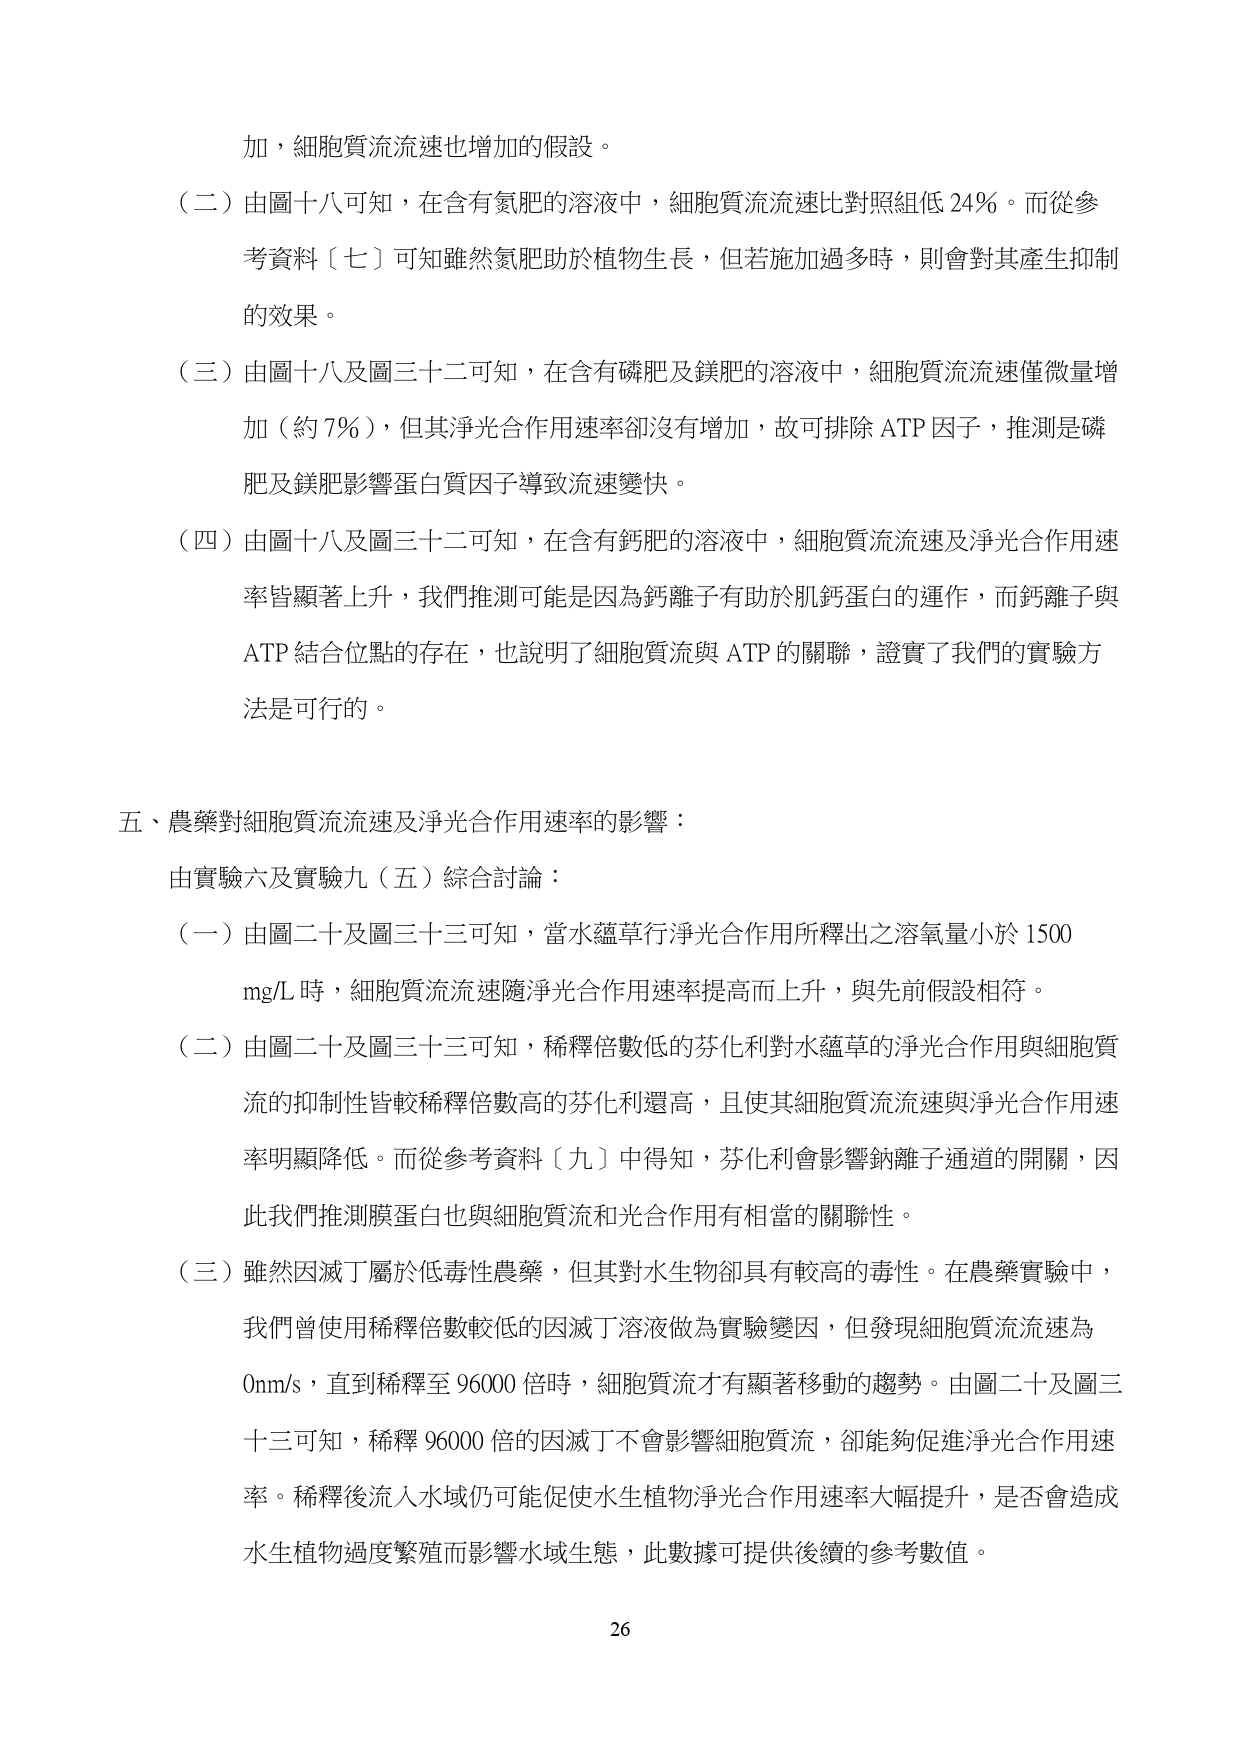 加，細胞質流流速也增加的假設。
（二）由圖十八可知，在含有氮肥的溶液中，細胞質流流速比對照組低 24%。而從參
考資料〔七〕可知雖然氮肥助於植物生長，但若施加過多時，則會對其產生抑制
的效果。
（三）由圖十八及圖三十二可知，在含有磷肥及鎂肥的溶液中，細胞質流流速僅微量增
加（約 7%），但其淨光合作用速率卻沒有增加，故可排除 ATP 因子，推測是磷
肥及鎂肥影響蛋白質因子導致流速變快。
（四）由圖十八及圖三十二可知，在含有鈣肥的溶液中，細胞質流流速及淨光合作用速
率皆顯著上升，我們推測可能是因為鈣離子有助於肌鈣蛋白的運作，而鈣離子與
ATP 結合位點的存在，也說明了細胞質流與 ATP 的關聯，證實了我們的實驗方
法是可行的。
五、農藥對細胞質流流速及淨光合作用速率的影響：
由實驗六及實驗九（五）綜合討論：
（一）由圖二十及圖三十三可知，當水蘊草行淨光合作用所釋出之溶氧量小於 1500
mg/L 時，細胞質流流速隨淨光合作用速率提高而上升，與先前假設相符。
（二）由圖二十及圖三十三可知，稀釋倍數低的芬化利對水蘊草的淨光合作用與細胞質
流的抑制性皆較稀釋倍數高的芬化利還高，且使其細胞質流流速與淨光合作用速
率明顯降低。而從參考資料〔九〕中得知，芬化利會影響鈉離子通道的開關，因
此我們推測膜蛋白也與細胞質流和光合作用有相當的關聯性。
（三）雖然因滅丁屬於低毒性農藥，但其對水生物卻具有較高的毒性。在農藥實驗中，
我們曾使用稀釋倍數較低的因滅丁溶液做為實驗變因，但發現細胞質流流速為
0nm/s，直到稀釋至 96000 倍時，細胞質流才有顯著移動的趨勢。由圖二十及圖三
十三可知，稀釋 96000 倍的因滅丁不會影響細胞質流，卻能夠促進淨光合作用速
率。稀釋後流入水域仍可能促使水生植物淨光合作用速率大幅提升，是否會造成
水生植物過度繁殖而影響水域生態，此數據可提供後續的參考數值。
26